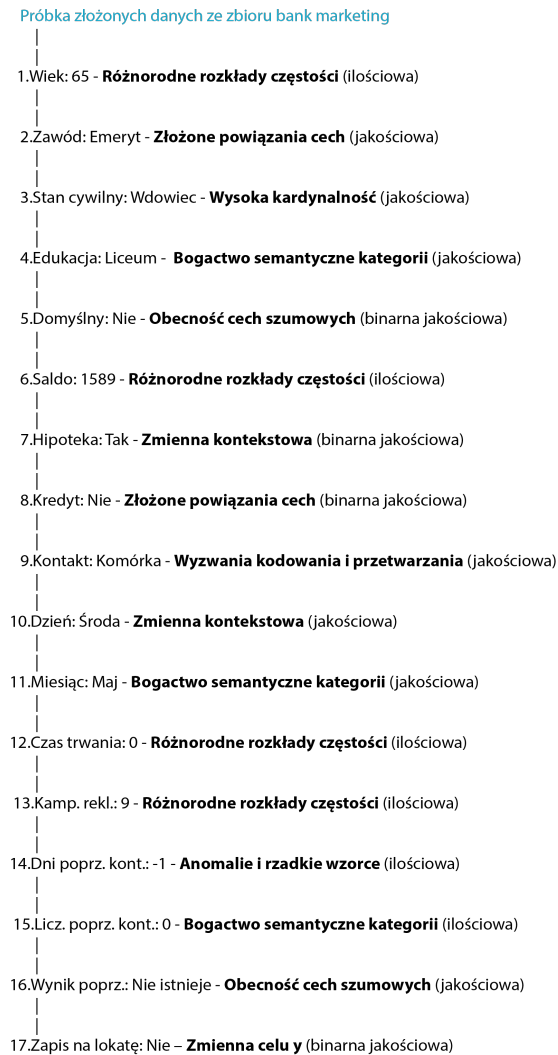 Próbka złożonych danych ze zbioru bank marketing
1.Wiek: 65 - Różnorodne rozkłady częstości (ilościowa)
2.Zawód: Emeryt - Złożone powiązania cech (jakościowa)
3.Stan cywilny: Wdowiec - Wysoka kardynalność (jakościowa)
4.Edukacja: Liceum - Bogactwo semantyczne kategorii (jakościowa)
5.Domyślny: Nie - Obecność cech szumowych (binarna jakościowa)
6.Saldo: 1589 - Różnorodne rozkłady częstości (ilościowa)
7.Hipoteka: Tak - Zmienna kontekstowa (binarna jakościowa)
8.Kredyt: Nie - Złożone powiązania cech (binarna jakościowa)
9.Kontakt: Komórka - Wyzwania kodowania i przetwarzania (jakościowa)
10.Dzień: Środa - Zmienna kontekstowa (jakościowa)
11.Miesiąc: Maj - Bogactwo semantyczne kategorii (jakościowa)
12.Czas trwania: 0 - Różnorodne rozkłady częstości (ilościowa)
13.Kamp. rekl.: 9 - Różnorodne rozkłady częstości (ilościowa)
14.Dni poprz. kont.: -1 - Anomalie i rzadkie wzorce (ilościowa)
15.Licz. poprz. kont.: 0 - Bogactwo semantyczne kategorii (ilościowa)
16.Wynik poprz.: Nie istnieje - Obecność cech szumowych (jakościowa)
17.Zapis na lokatę: Nie – Zmienna celu y (binarna jakościowa)